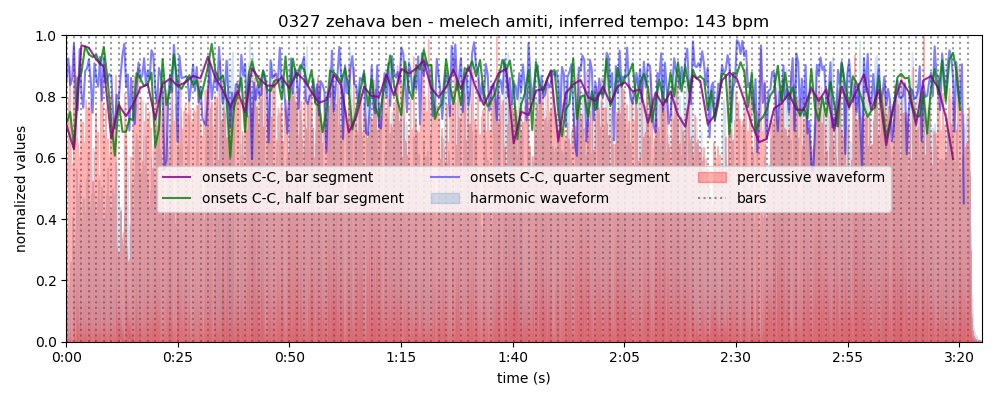 0327 zehava ben - melech amiti, inferred tempo: 143 bpm
normalized values
1.0
0.8
0.6
0.4
0.2
0.0
onsets C-C, bar segment
onsets C-C, half bar segment
onsets C-C, quarter segment
harmonic waveform
percussive waveform
bars
0:00 0:25 0:50 1:15 1:40 2:05 2:30 2:55 3:20
time (s)